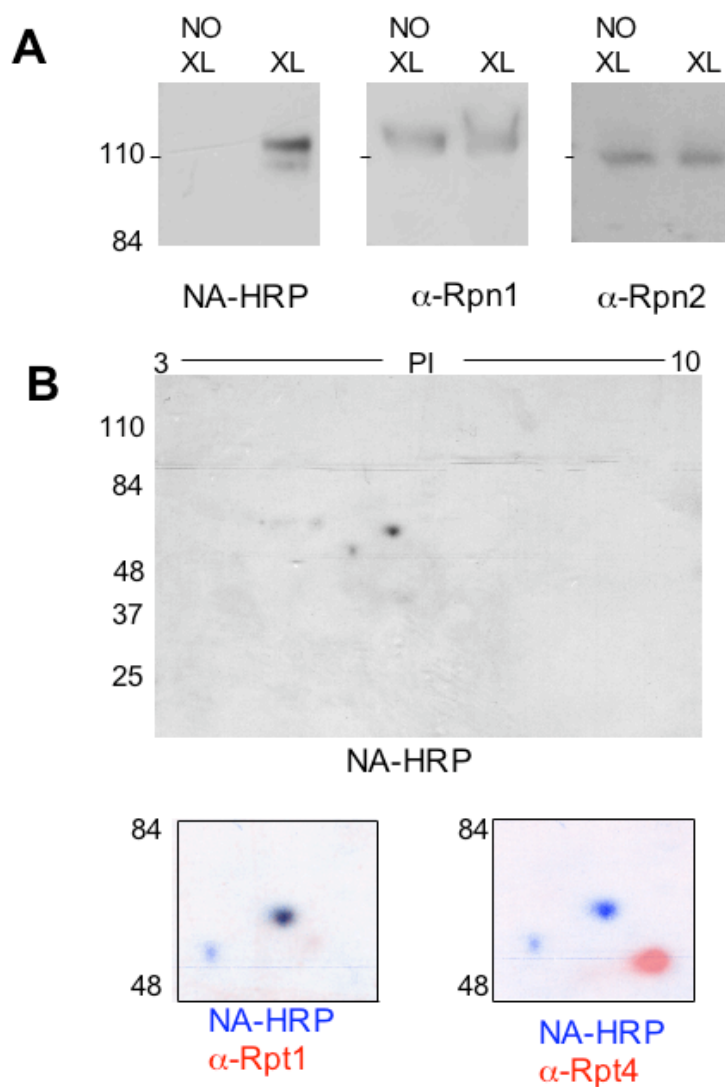 A
NO XL XL NO XL XL NO XL XL
110
84
NA-HRP α-Rpn1 α-Rpn2
B
3 PI 10
110
84
48
37
25
NA-HRP
84 84
48 48
NA-HRP NA-HRP
α-Rpt1 α-Rpt4